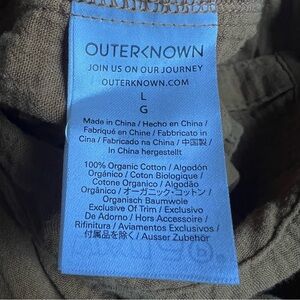 OUTERKNOWN
JOIN US ON OUR JOURNEY
OUTERKNOWN.COM
L
G
Made in China / Hecho en China /
Fabriqué en Chine / Fabbricato in
Cina / Fabricado na China / 中国製 /
In China hergestellt
100% Organic Cotton / Algodón
Orgánico / Coton Biologique /
Cotone Organico / Algodão
Orgânico / オーガニック・コットン /
Organisch Baumwoie
Exclusive Of Trim / Exclusivo
De Adorno / Hors Accessoire /
Rifinitura / Aviamentos Exclusivos /
付属品を除く / Ausser Zubehör